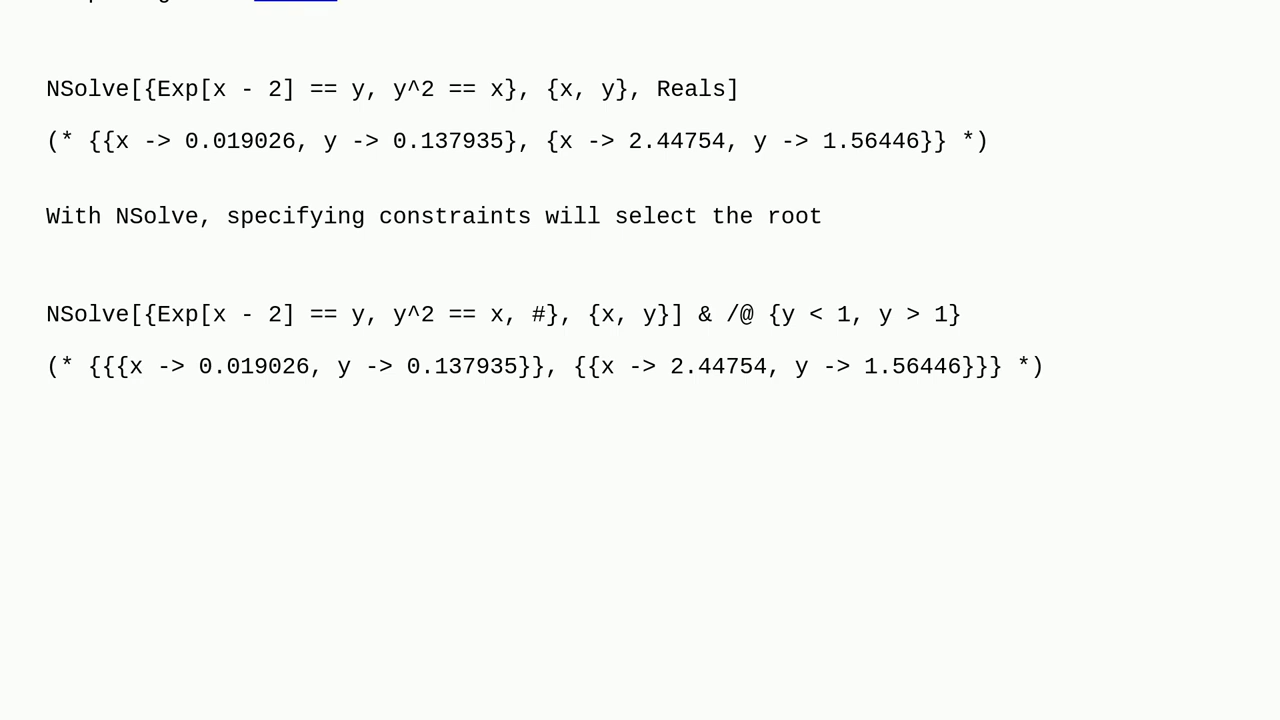 NSolve[{Exp[x - 2] == y, y^2 == x}, {x, y}, Reals]
(* {{x -> 0.019026, y -> 0.137935}, {x -> 2.44754, y -> 1.56446}} *)
With NSolve, specifying constraints will select the root
NSolve[{Exp[x - 2] == y, y^2 == x, #}, {x, y}] & /@ {y < 1, y > 1}
(* {{{x -> 0.019026, y -> 0.137935}}, {{x -> 2.44754, y -> 1.56446}}} *)